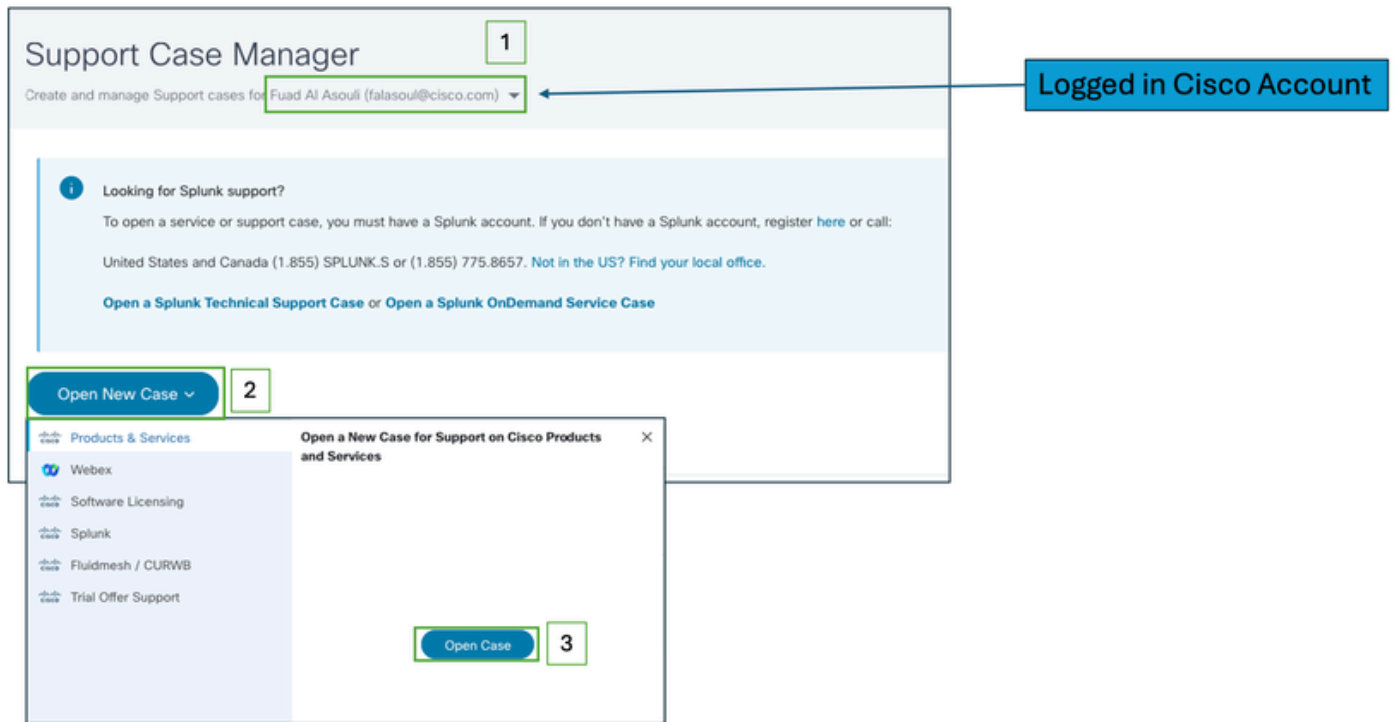 Support Case Manager
1
Create and manage Support cases for Fuad Al Asouli (falasoul@cisco.com)
Logged in Cisco Account
Looking for Splunk support?
To open a service or support case, you must have a Splunk account. If you don't have a Splunk account, register here or call:
United States and Canada (1.855) SPLUNK.S or (1.855) 775.8657. Not in the US? Find your local office.
Open a Splunk Technical Support Case or Open a Splunk OnDemand Service Case
Open New Case
2
Products & Services
Webex
Software Licensing
Splunk
Fluidmesh / CURWB
Trial Offer Support
Open a New Case for Support on Cisco Products
and Services
Open Case
3